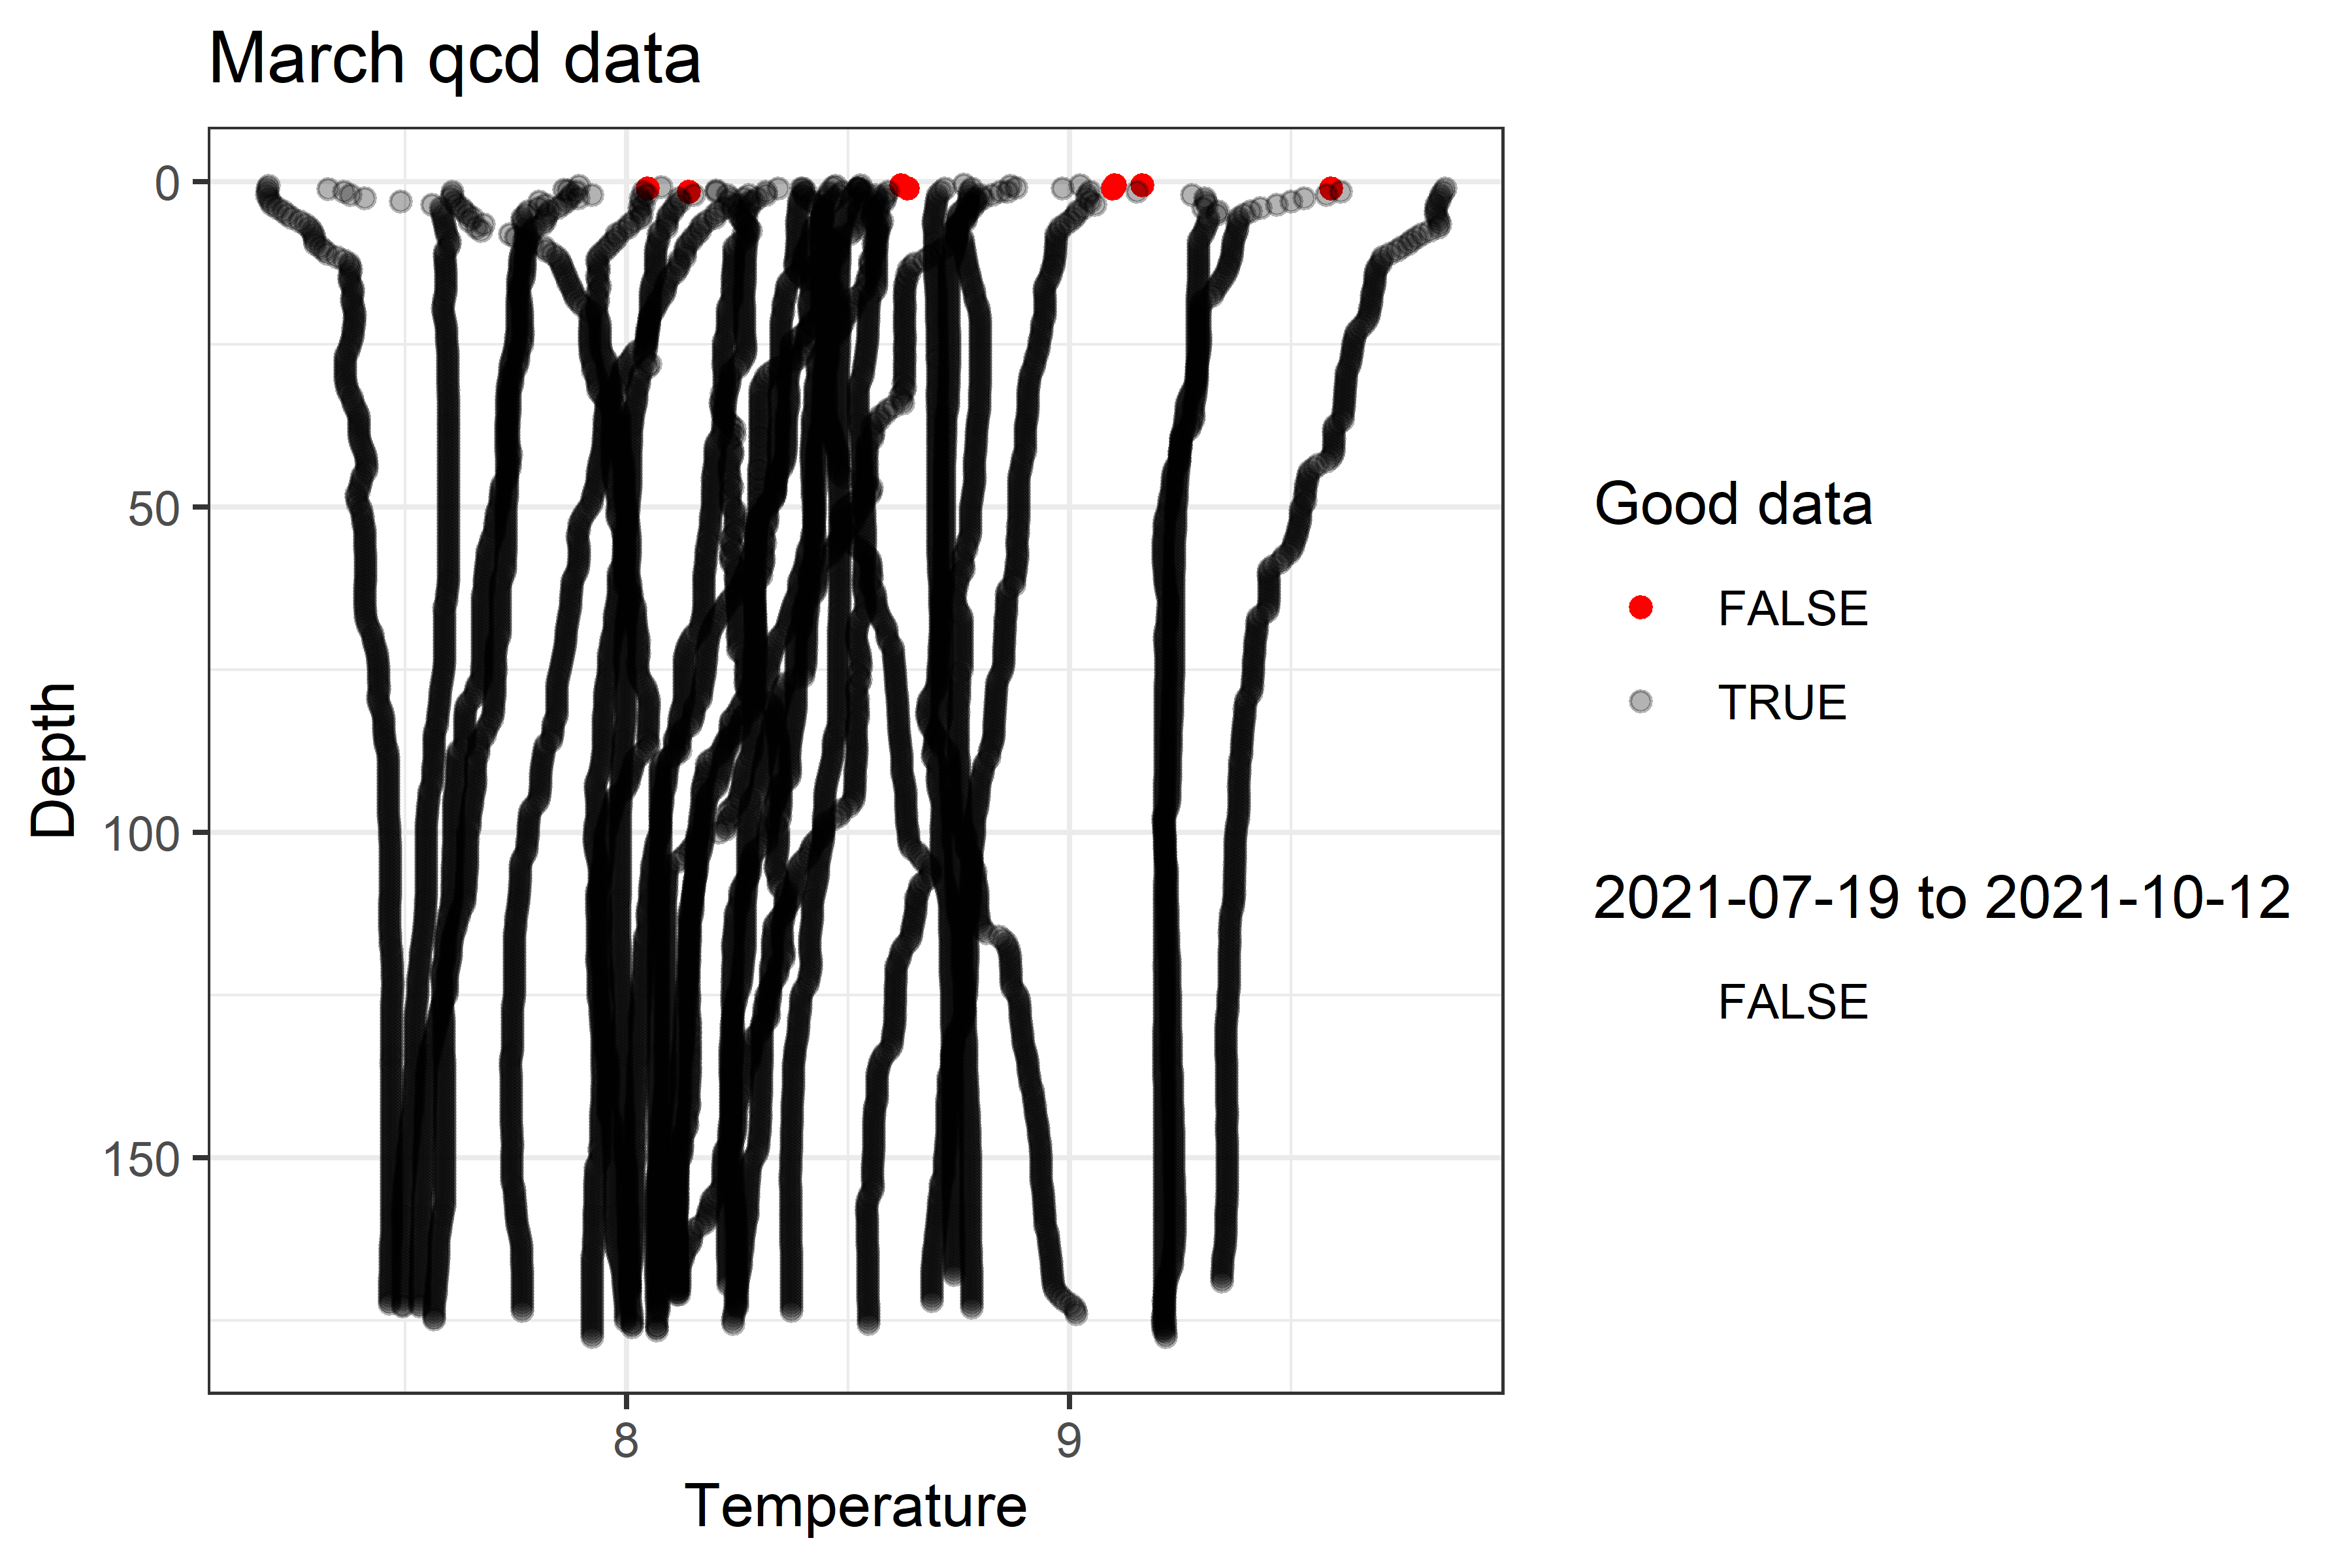 March qcd data
0
50
100
150
Depth
8
9
Temperature
Good data
FALSE
TRUE
2021-07-19 to 2021-10-12
FALSE